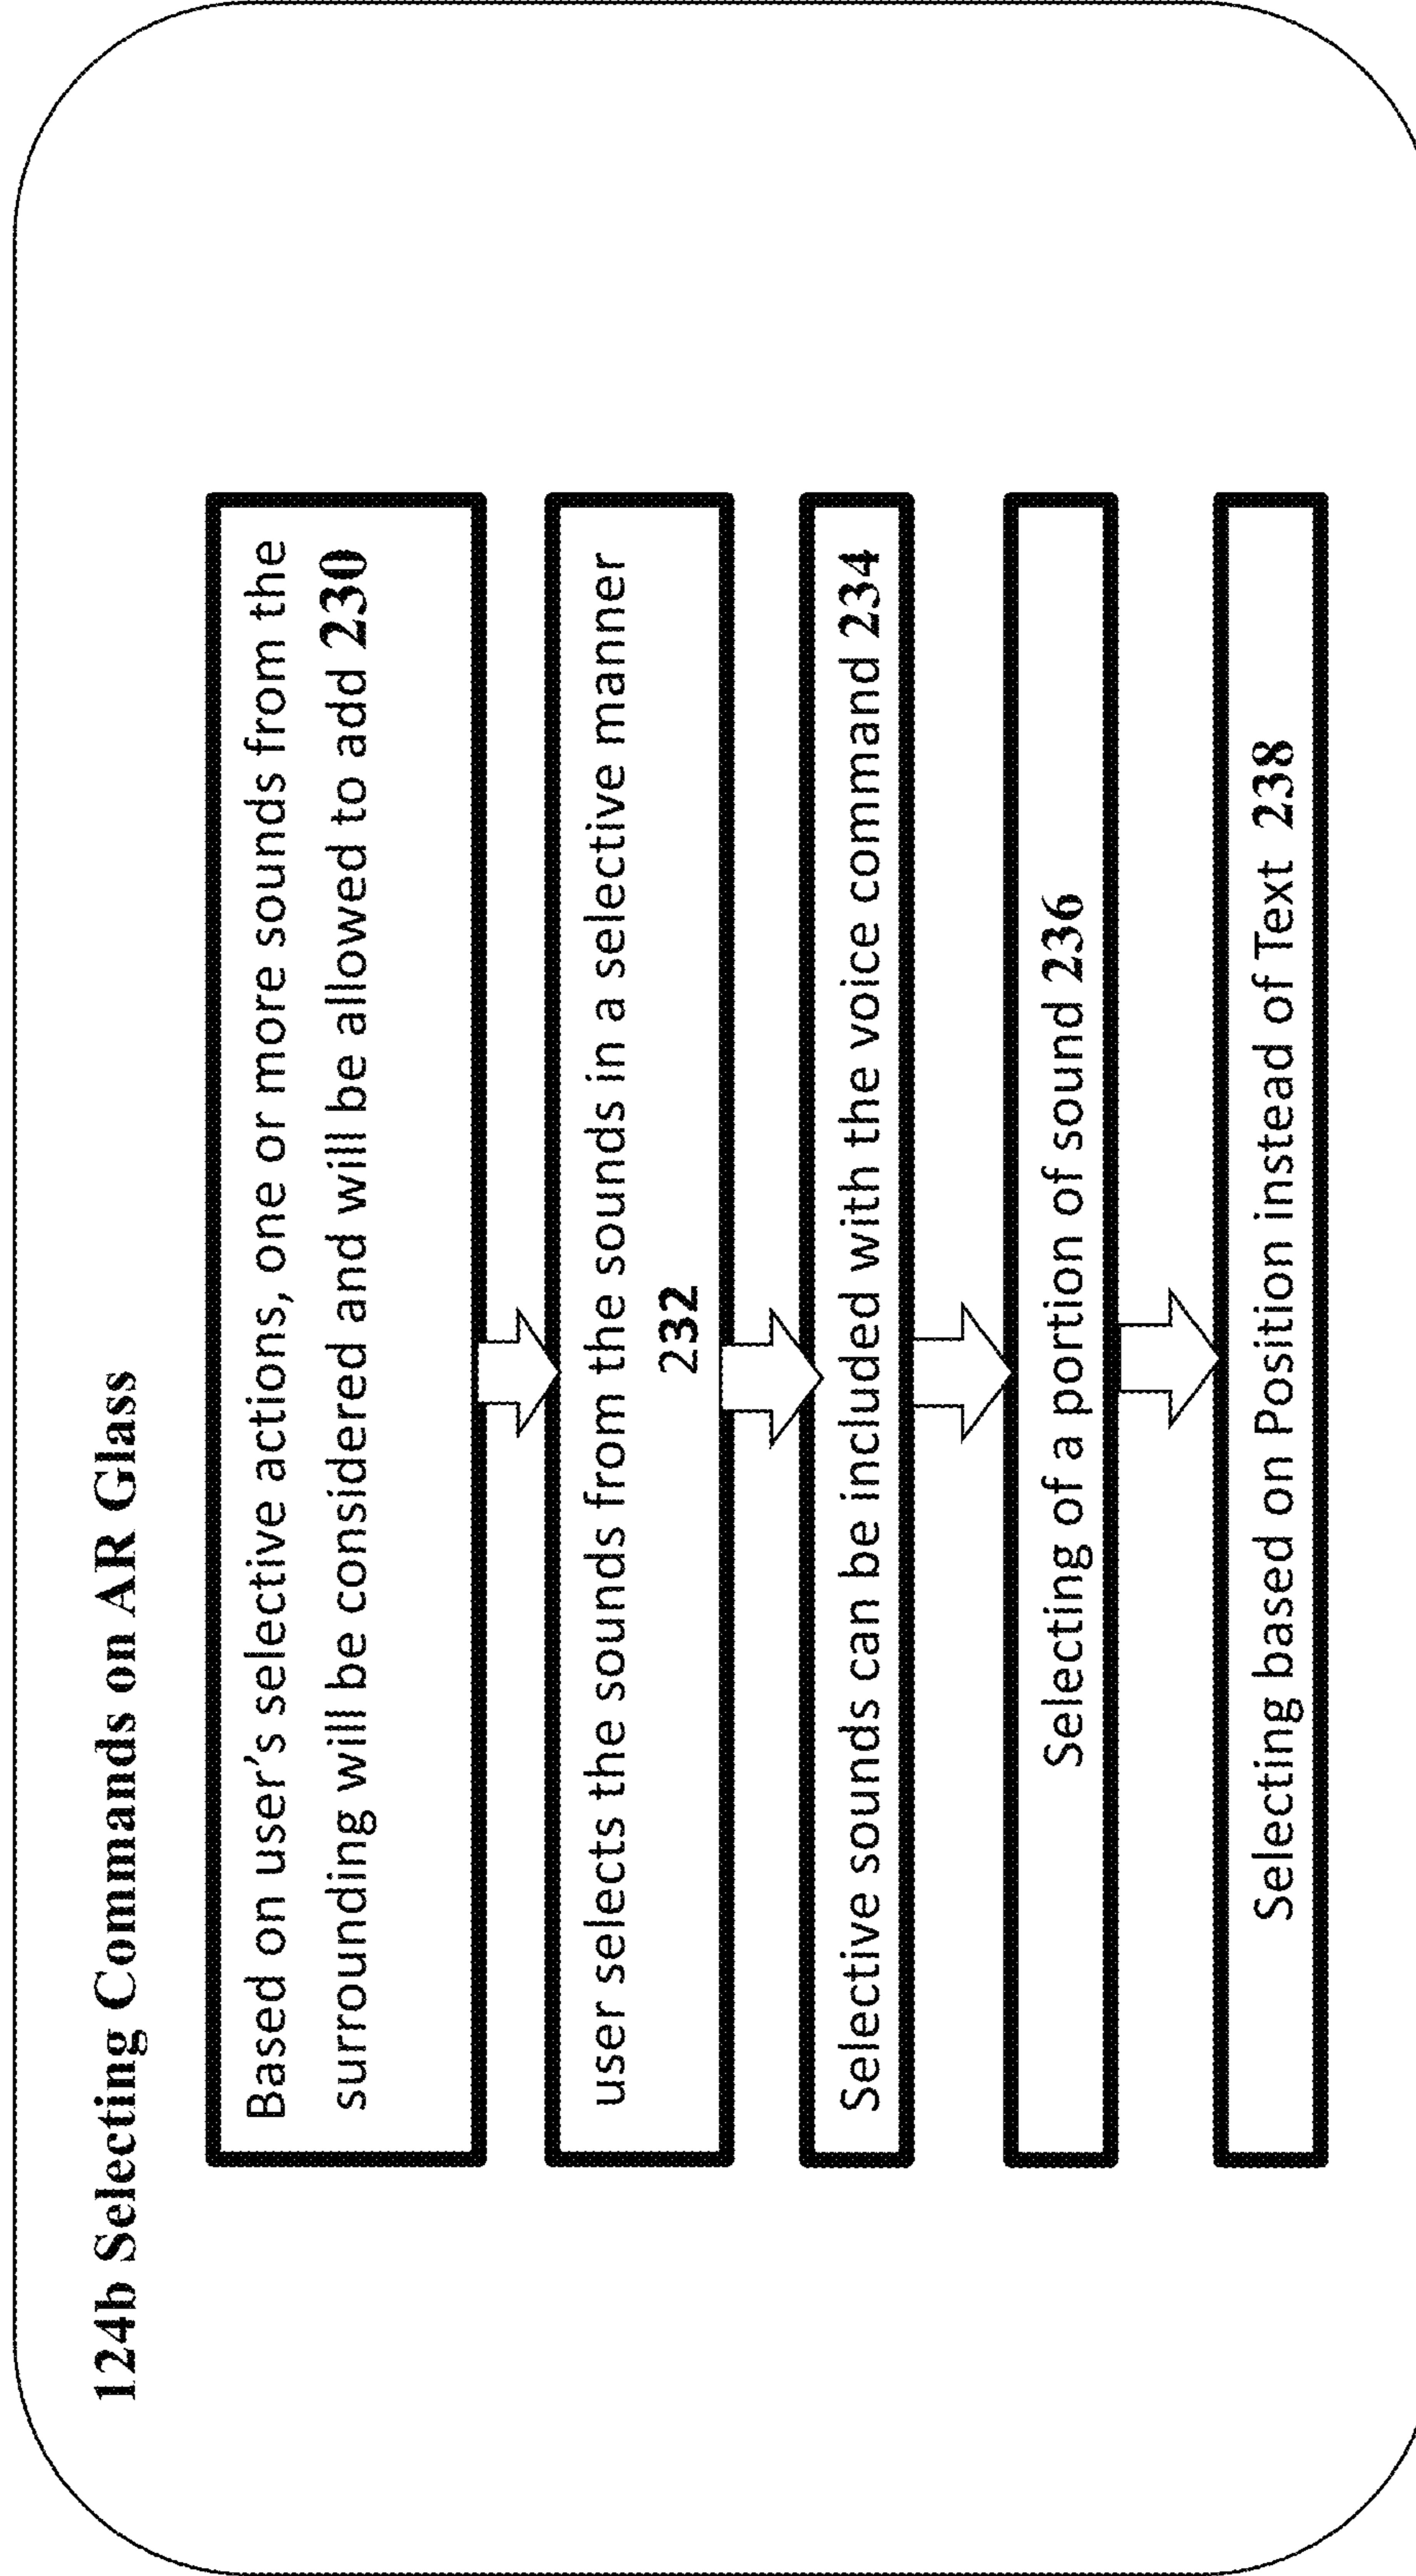 124b Selecting Commands on AR Glass
Based on user's selective actions, one or more sounds from the
surrounding will be considered and will be allowed to add 230
user selects the sounds from the sounds in a selective manner
232
Selective sounds can be included with the voice command 234
Selecting of a portion of sound 236
Selecting based on Position instead of Text 238